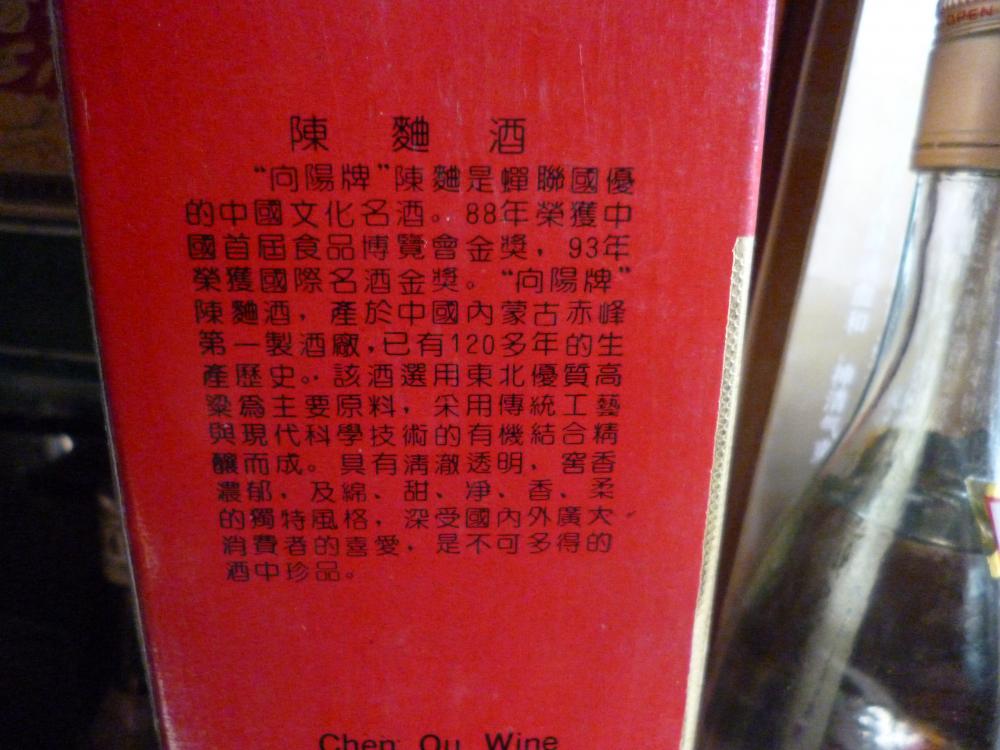 陳 麯 酒
“向陽牌”陳麯是蟬聯國優
的中國文化名酒。88年榮獲中
國首屆食品博覽會金獎，93年
榮獲國際名酒金獎。“向陽牌”
陳麯酒，產於中國內蒙古赤峰
第一製酒廠，已有120多年的生
產歷史。該酒選用東北優質高
粱為主要原料，采用傳統工藝
與現代科學技術的有機結合精
釀而成。具有清澈透明，窖香
濃郁，及綿、甜、凈、香、柔
的獨特風格，深受國內外廣大
消費者的喜愛，是不可多得的
酒中珍品。
Chen Qu Wine
OPEN